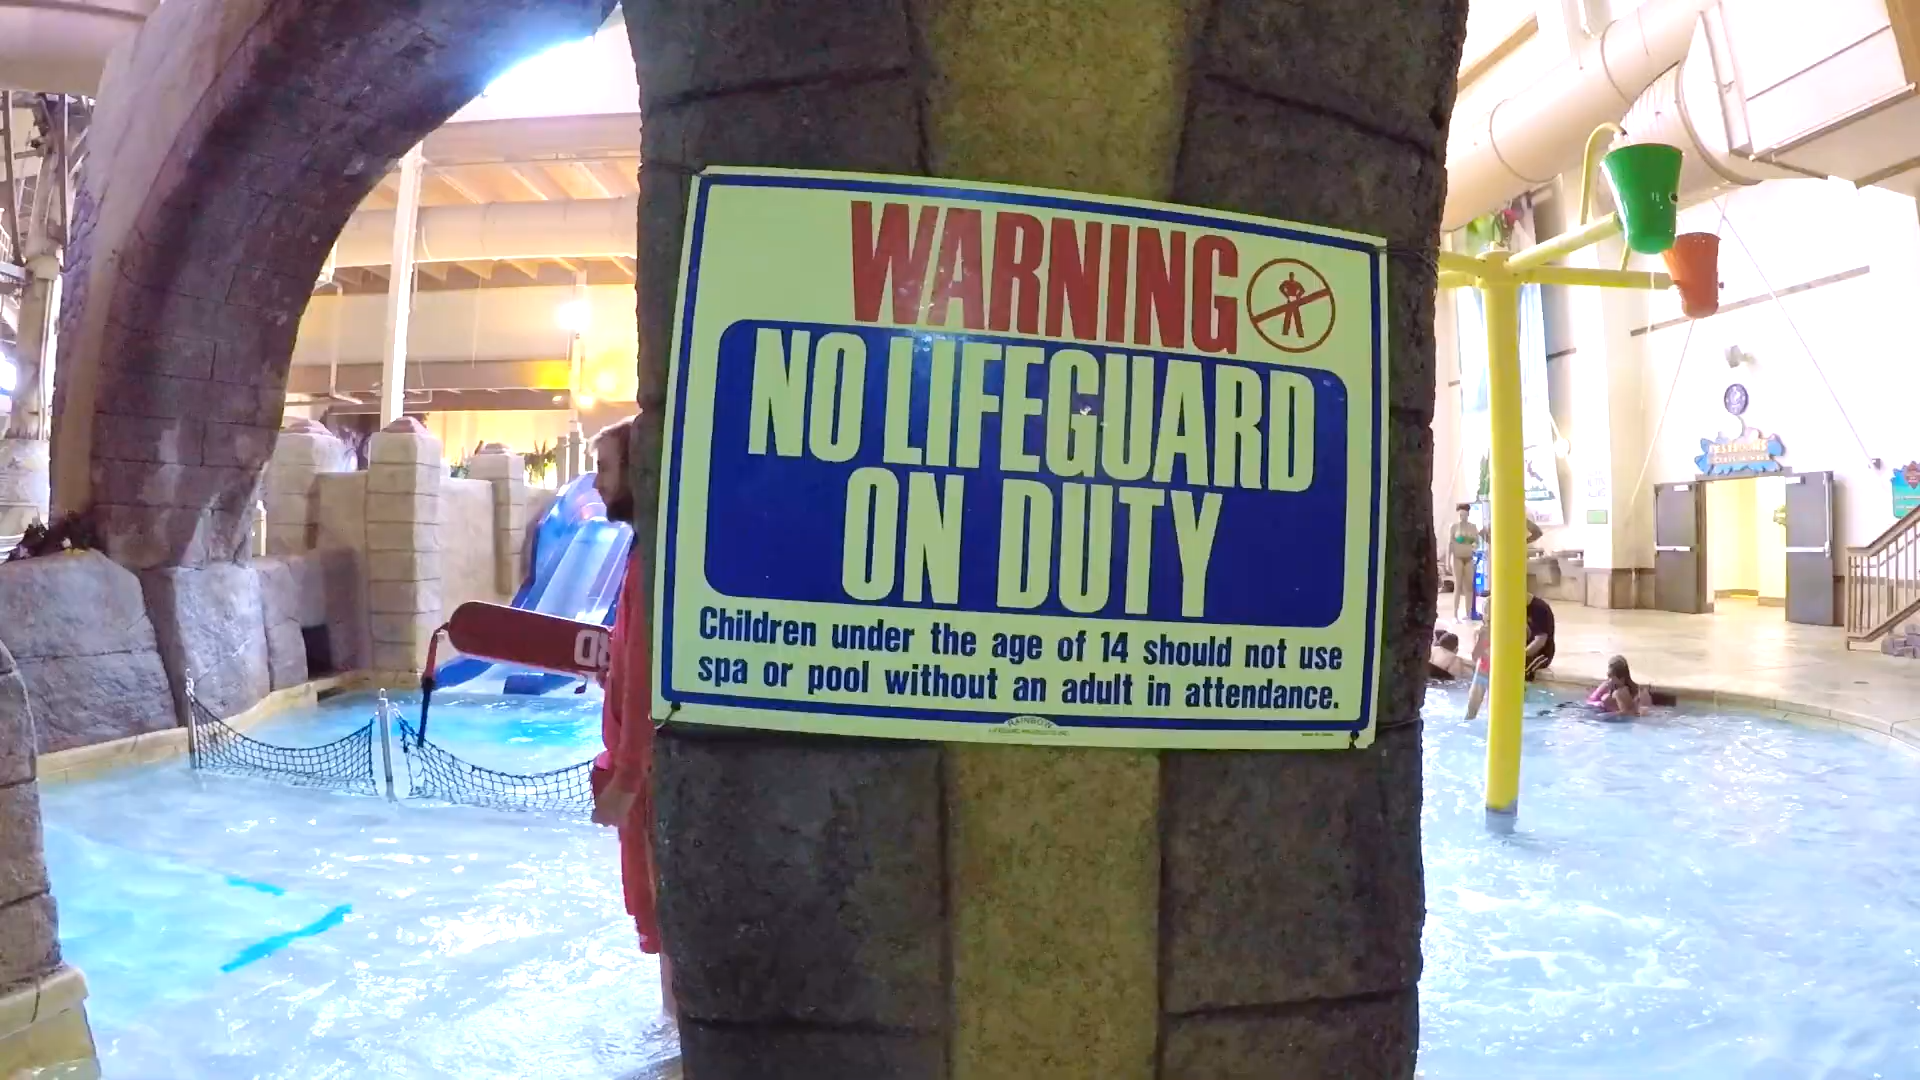 WARNING
NO LIFEGUARD
ON DUTY
Children under the age of 14 should not use
spa or pool without an adult in attendance.
RAINBOW